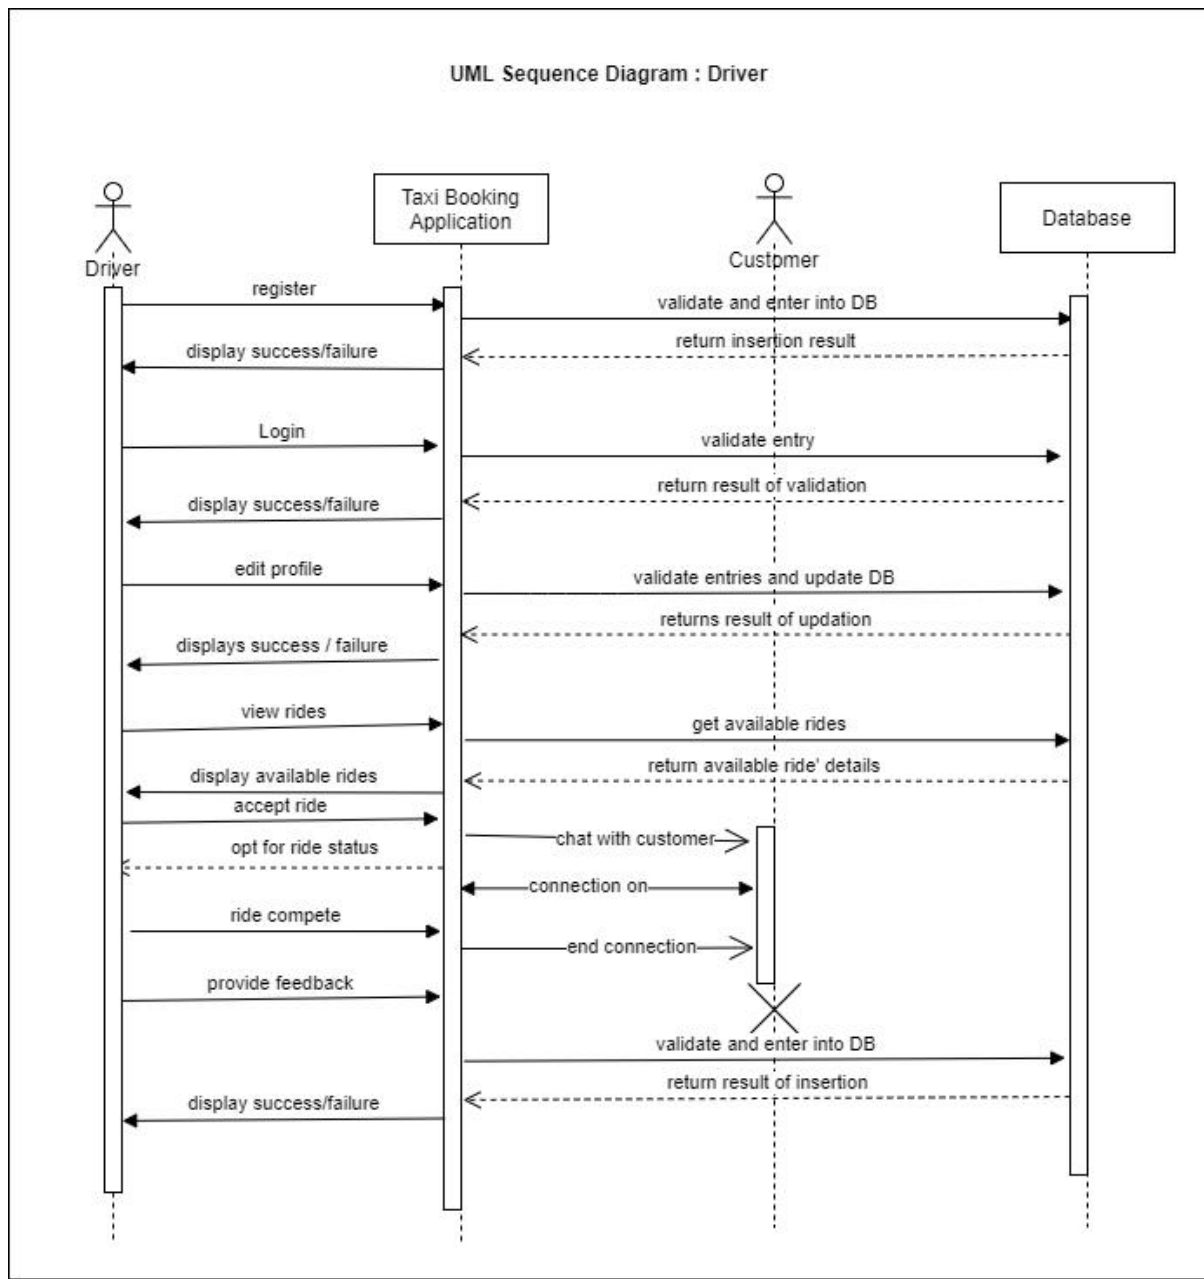 UML Sequence Diagram : Driver
Taxi Booking
Application
Database
Driver
Customer
register
validate and enter into DB
return insertion result
display success/failure
Login
validate entry
return result of validation
display success/failure
edit profile
validate entries and update DB
returns result of updation
displays success / failure
view rides
get available rides
return available ride' details
display available rides
accept ride
chat with customer
opt for ride status
connection on
ride compete
end connection
provide feedback
validate and enter into DB
return result of insertion
display success/failure